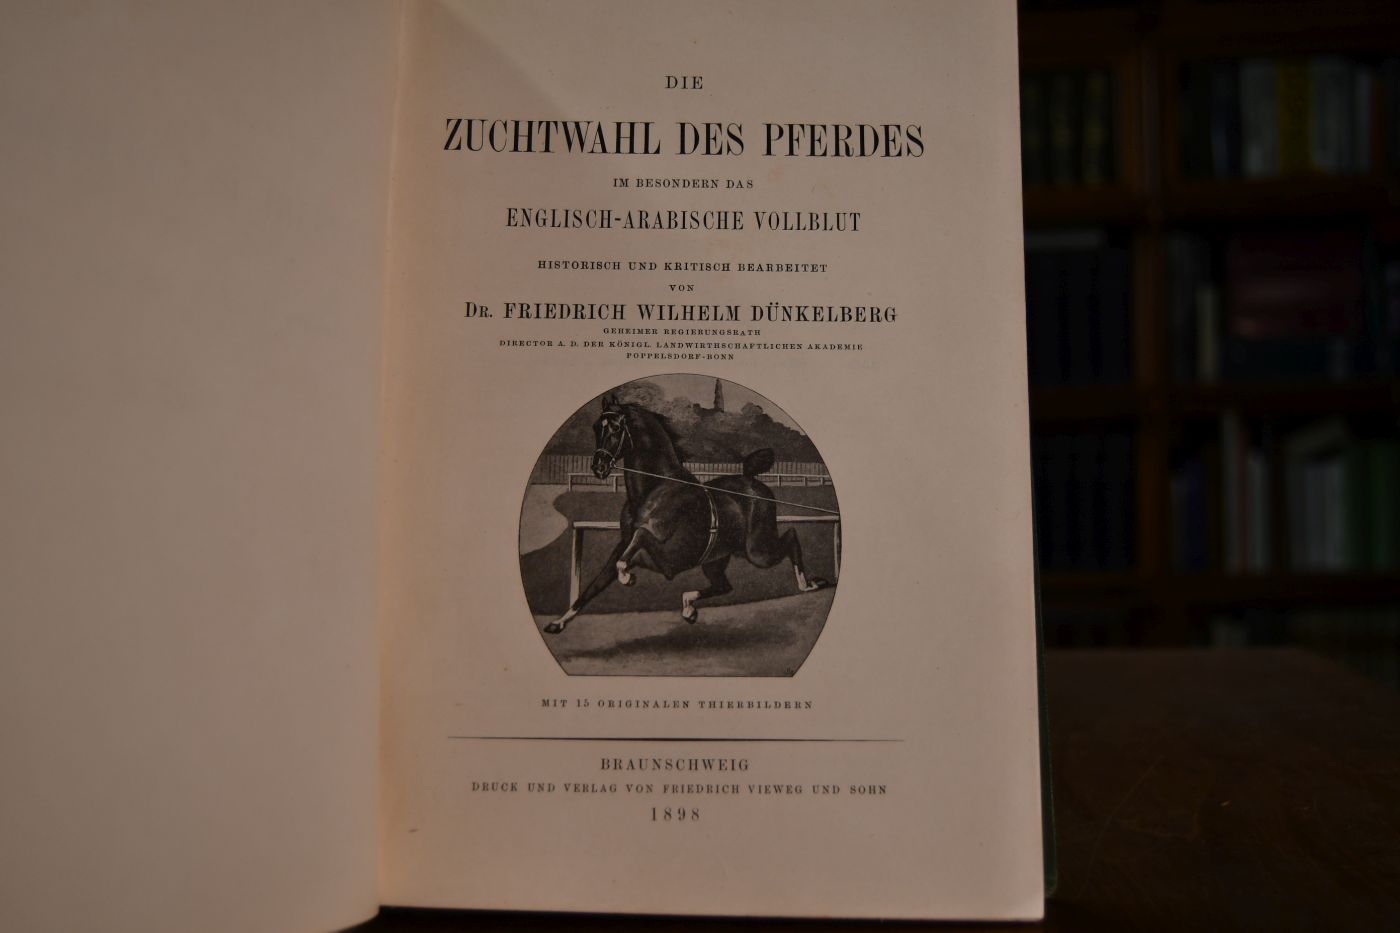 DIE
ZUCHTWAHL DES PFERDES
IM BESONDERN DAS
ENGLISCH-ARABISCHE VOLLBLUT
HISTORISCH UND KRITISCH BEARBEITET
VON
DR. FRIEDRICH WILHELM DÜNKELBERG
GEHEIMER REGIERUNGSRATH
DIRECTOR A. D. DER KÖNIGL. LANDWIRTHSCHAFTLICHEN AKADEMIE
POPPELSDORF-BONN
MIT 15 ORIGINALEN THIERBILDERN
BRAUNSCHWEIG
DRUCK UND VERLAG VON FRIEDRICH VIEWEG UND SOHN
1898